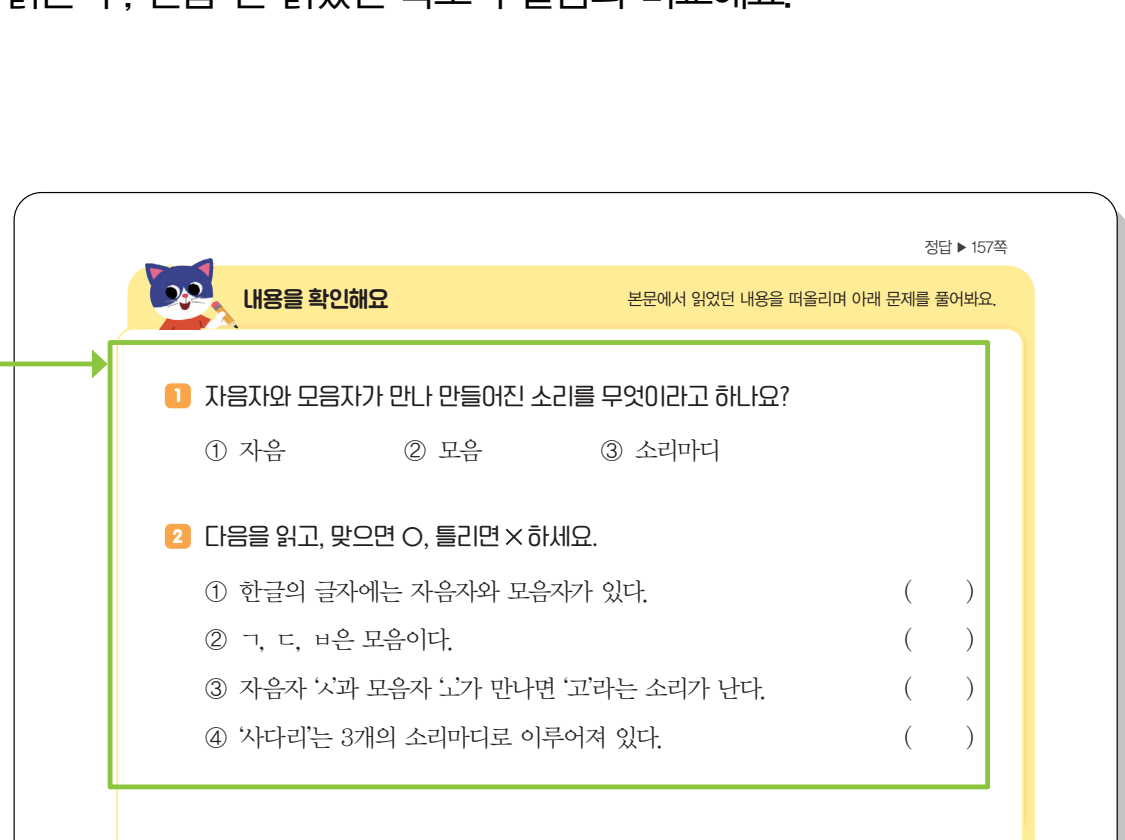 정답 ▶ 157쪽
내용을 확인해요
본문에서 읽었던 내용을 떠올리며 아래 문제를 풀어봐요.
1 자음자와 모음자가 만나 만들어진 소리를 무엇이라고 하나요?
① 자음 ② 모음 ③ 소리마디
2 다음을 읽고, 맞으면 ○, 틀리면 × 하세요.
① 한글의 글자에는 자음자와 모음자가 있다. ( )
② ㄱ, ㄷ, ㅂ은 모음이다. ( )
③ 자음자 ‘ㅅ’과 모음자 ‘ㅗ’가 만나면 ‘고’라는 소리가 난다. ( )
④ ‘사다리’는 3개의 소리마디로 이루어져 있다. ( )